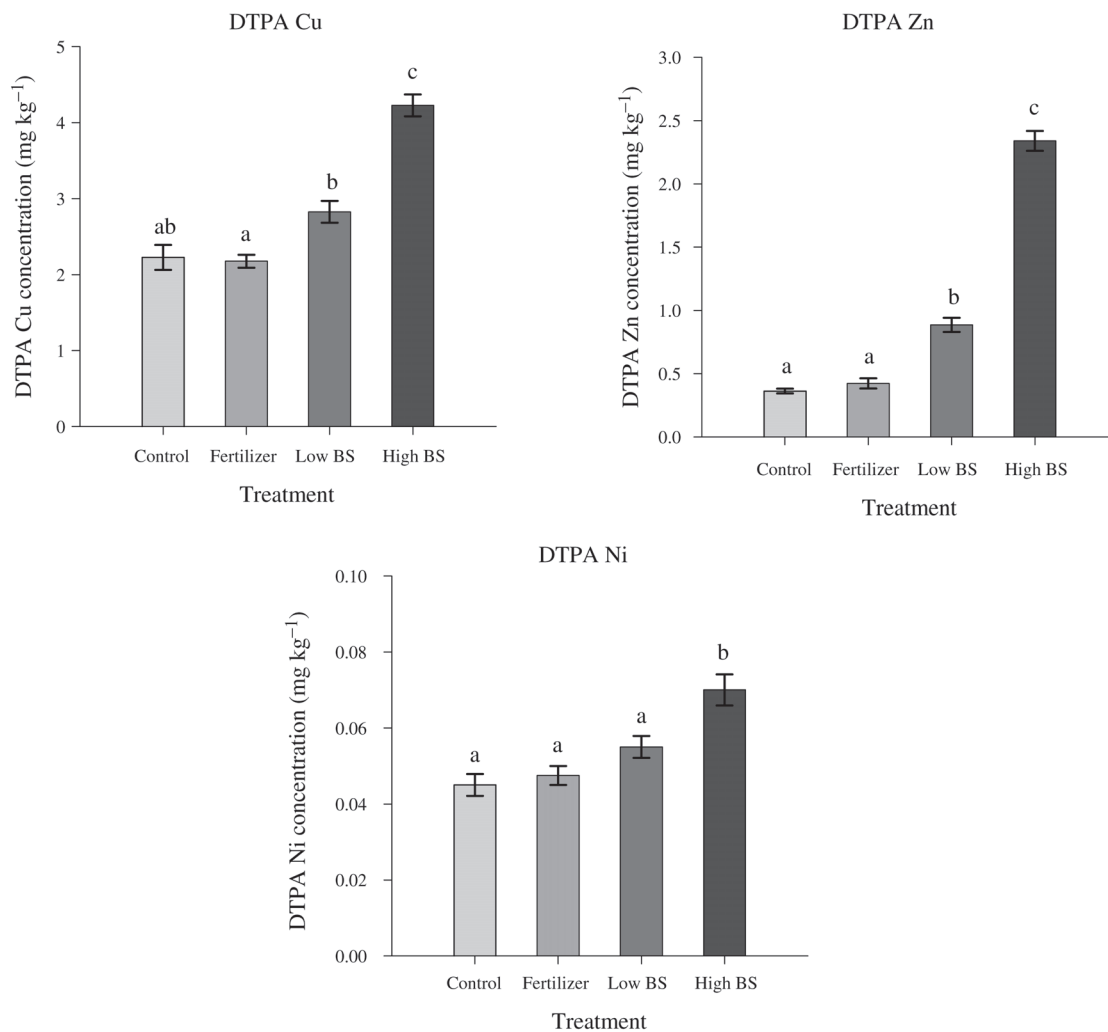 DTPA Cu
DTPA Cu concentration (mg kg⁻¹)
5
4
3
2
1
0
ab
a
b
c
Control
Fertilizer
Low BS
High BS
Treatment
DTPA Zn
DTPA Zn concentration (mg kg⁻¹)
3.0
2.5
2.0
1.5
1.0
0.5
0.0
a
a
b
c
Control
Fertilizer
Low BS
High BS
Treatment
DTPA Ni
DTPA Ni concentration (mg kg⁻¹)
0.10
0.08
0.06
0.04
0.02
0.00
a
a
a
b
Control
Fertilizer
Low BS
High BS
Treatment